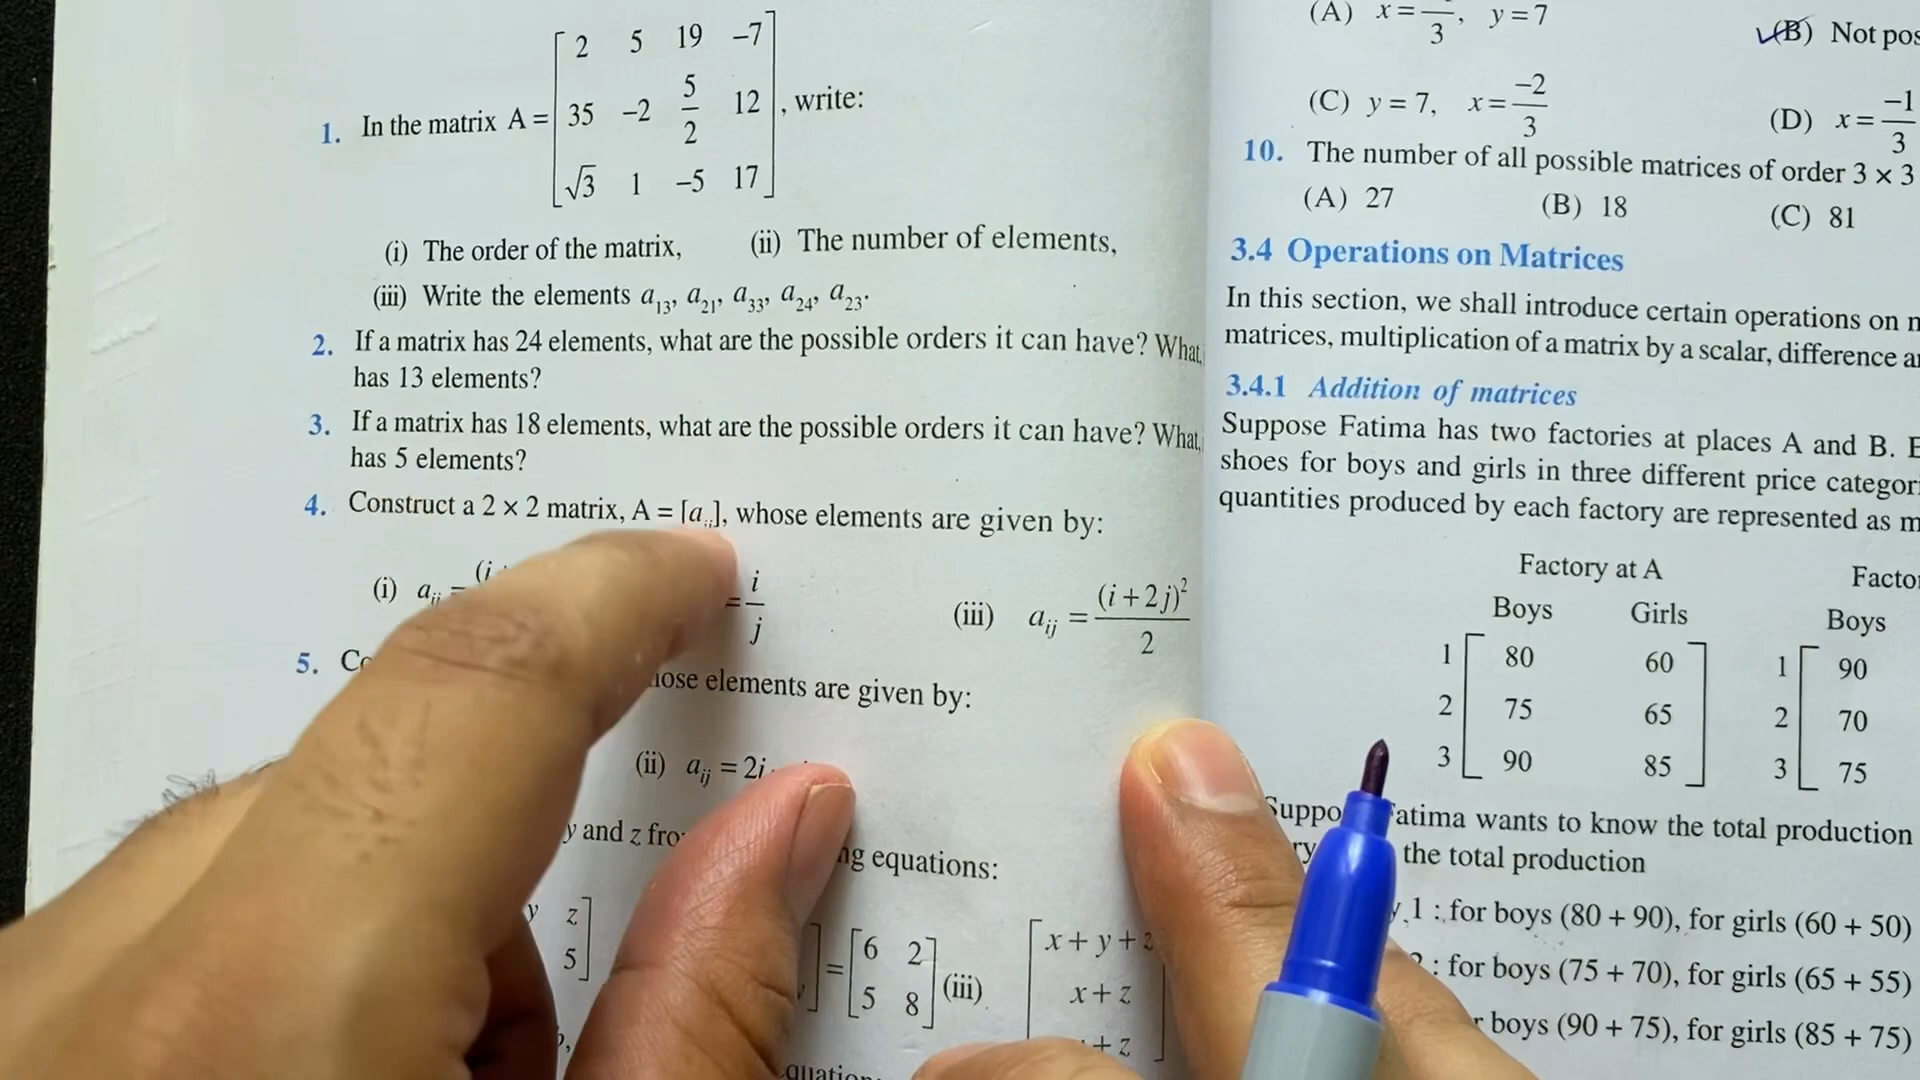 1. In the matrix A = [2 5 19 –7
35 –2 5/2 12
√3 1 –5 17], write:
(i) The order of the matrix, (ii) The number of elements,
(iii) Write the elements a₁₃, a₂₁, a₃₃, a₂₄, a₂₃.
2. If a matrix has 24 elements, what are the possible orders it can have? What,
has 13 elements?
3. If a matrix has 18 elements, what are the possible orders it can have? What,
has 5 elements?
4. Construct a 2 × 2 matrix, A = [aᵢⱼ], whose elements are given by:
(i) aᵢⱼ = (i = i/j (iii) aᵢⱼ = (i + 2j)²/2
5. elements are given by:
(ii) aᵢⱼ = 2i
y and z equations:
y z
5]
] = [6 2
5 8] (iii) [x + y + z
x + z
+ z]
(A) x = /3, y = 7 (B) Not
(C) y = 7, x = –2/3 (D) x = –1/3
10. The number of all possible matrices of order 3 × 3
(A) 27 (B) 18 (C) 81
3.4 Operations on Matrices
In this section, we shall introduce certain operations on
matrices, multiplication of a matrix by a scalar, difference
3.4.1 Addition of matrices
Suppose Fatima has two factories at places A and B.
shoes for boys and girls in three different price
quantities produced by each factory are represented as
Factory at A
Boys Girls Boys
1 [80 60] 1 [90
2 75 65 2 70
3 90 85 3 75
Fatima wants to know the total production
the total production
1 : for boys (80 + 90), for girls (60 + 50)
: for boys (75 + 70), for girls (65 + 55)
boys (90 + 75), for girls (85 + 75)